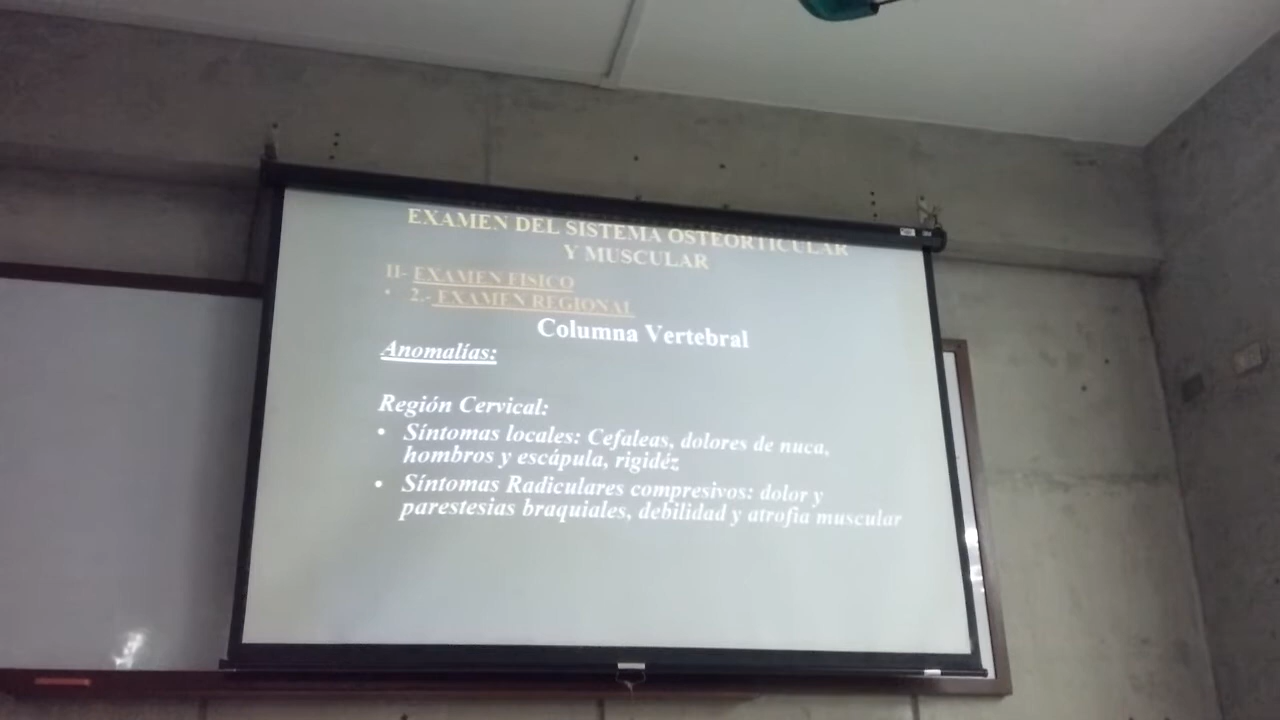 EXAMEN DEL SISTEMA OSTEORTICULAR
Y MUSCULAR
II- EXAMEN FISICO
• 2.- EXAMEN REGIONAL
Columna Vertebral
Anomalías:
Región Cervical:
• Síntomas locales: Cefaleas, dolores de nuca,
hombros y escápula, rigidéz
• Síntomas Radiculares compresivos: dolor y
parestesias braquiales, debilidad y atrofia muscular